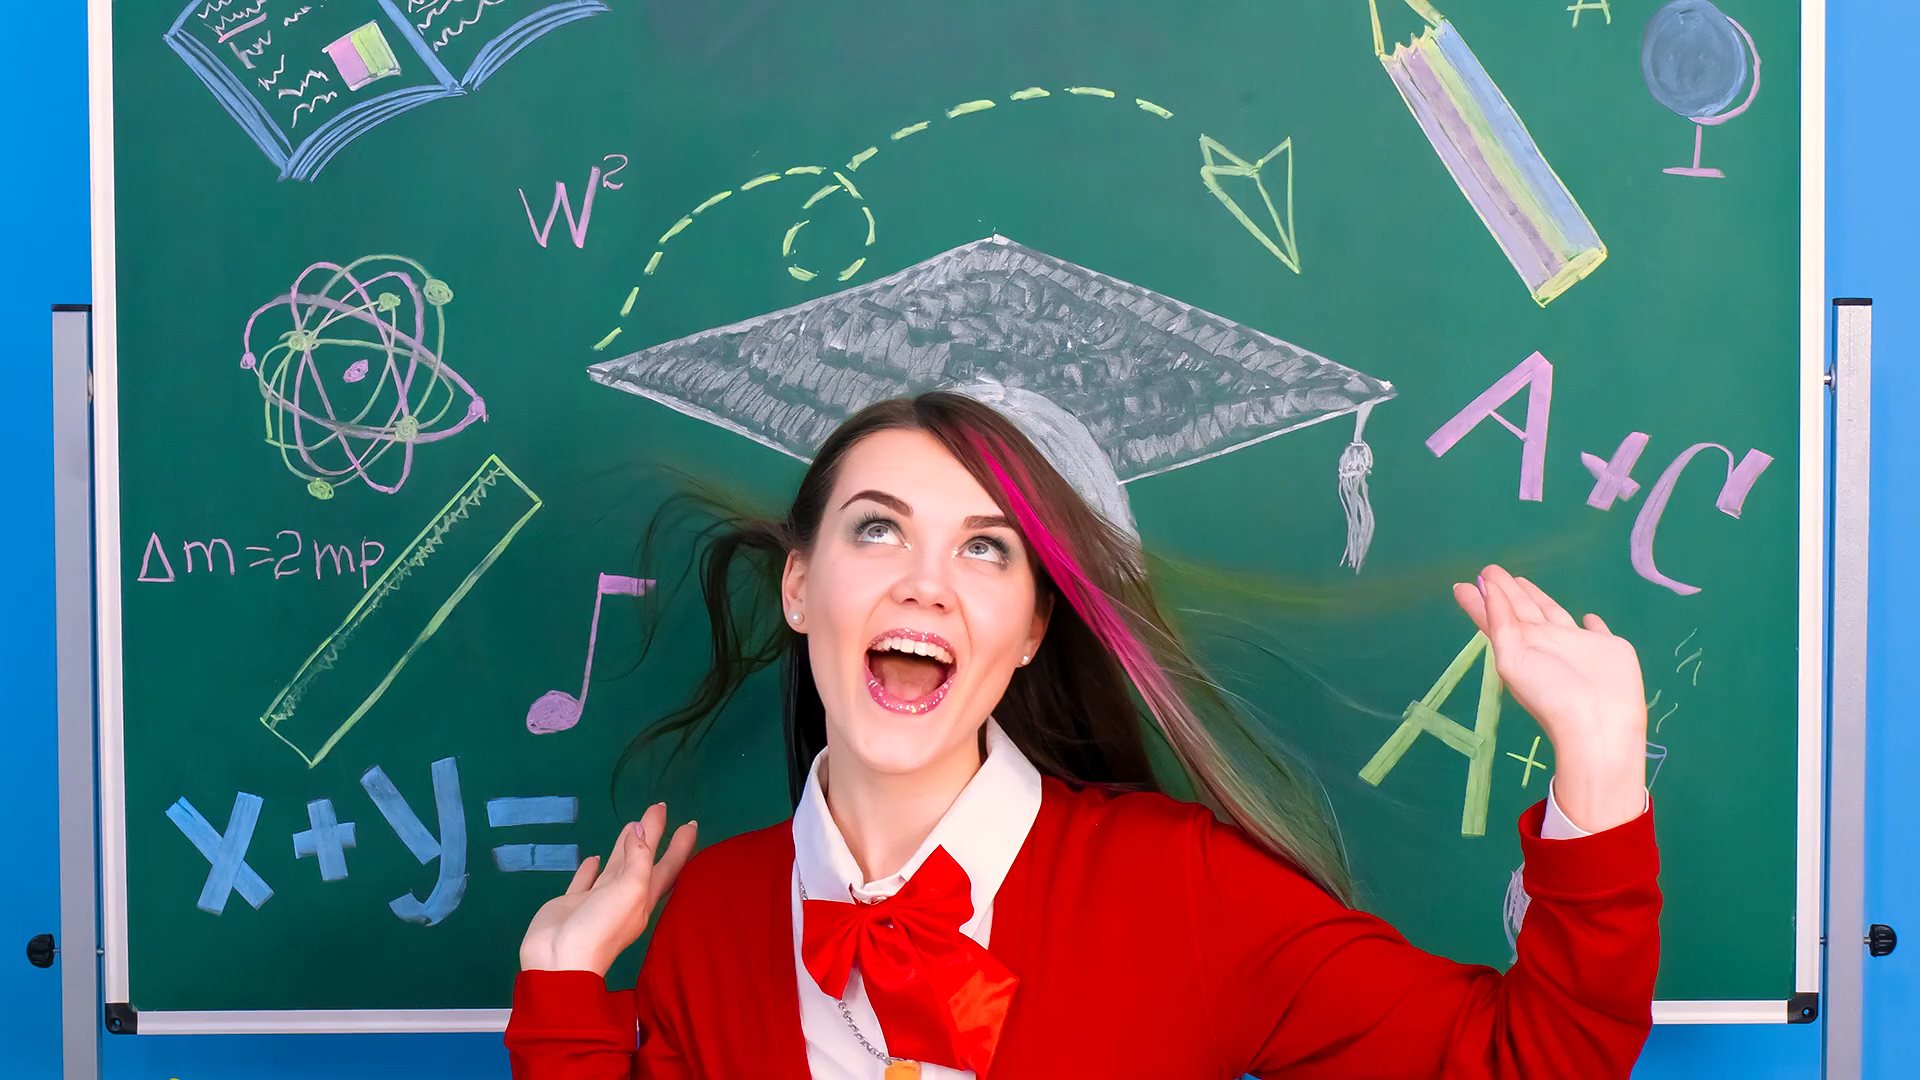 A
W²
A+C
Δm=2mp
A+
x+y=